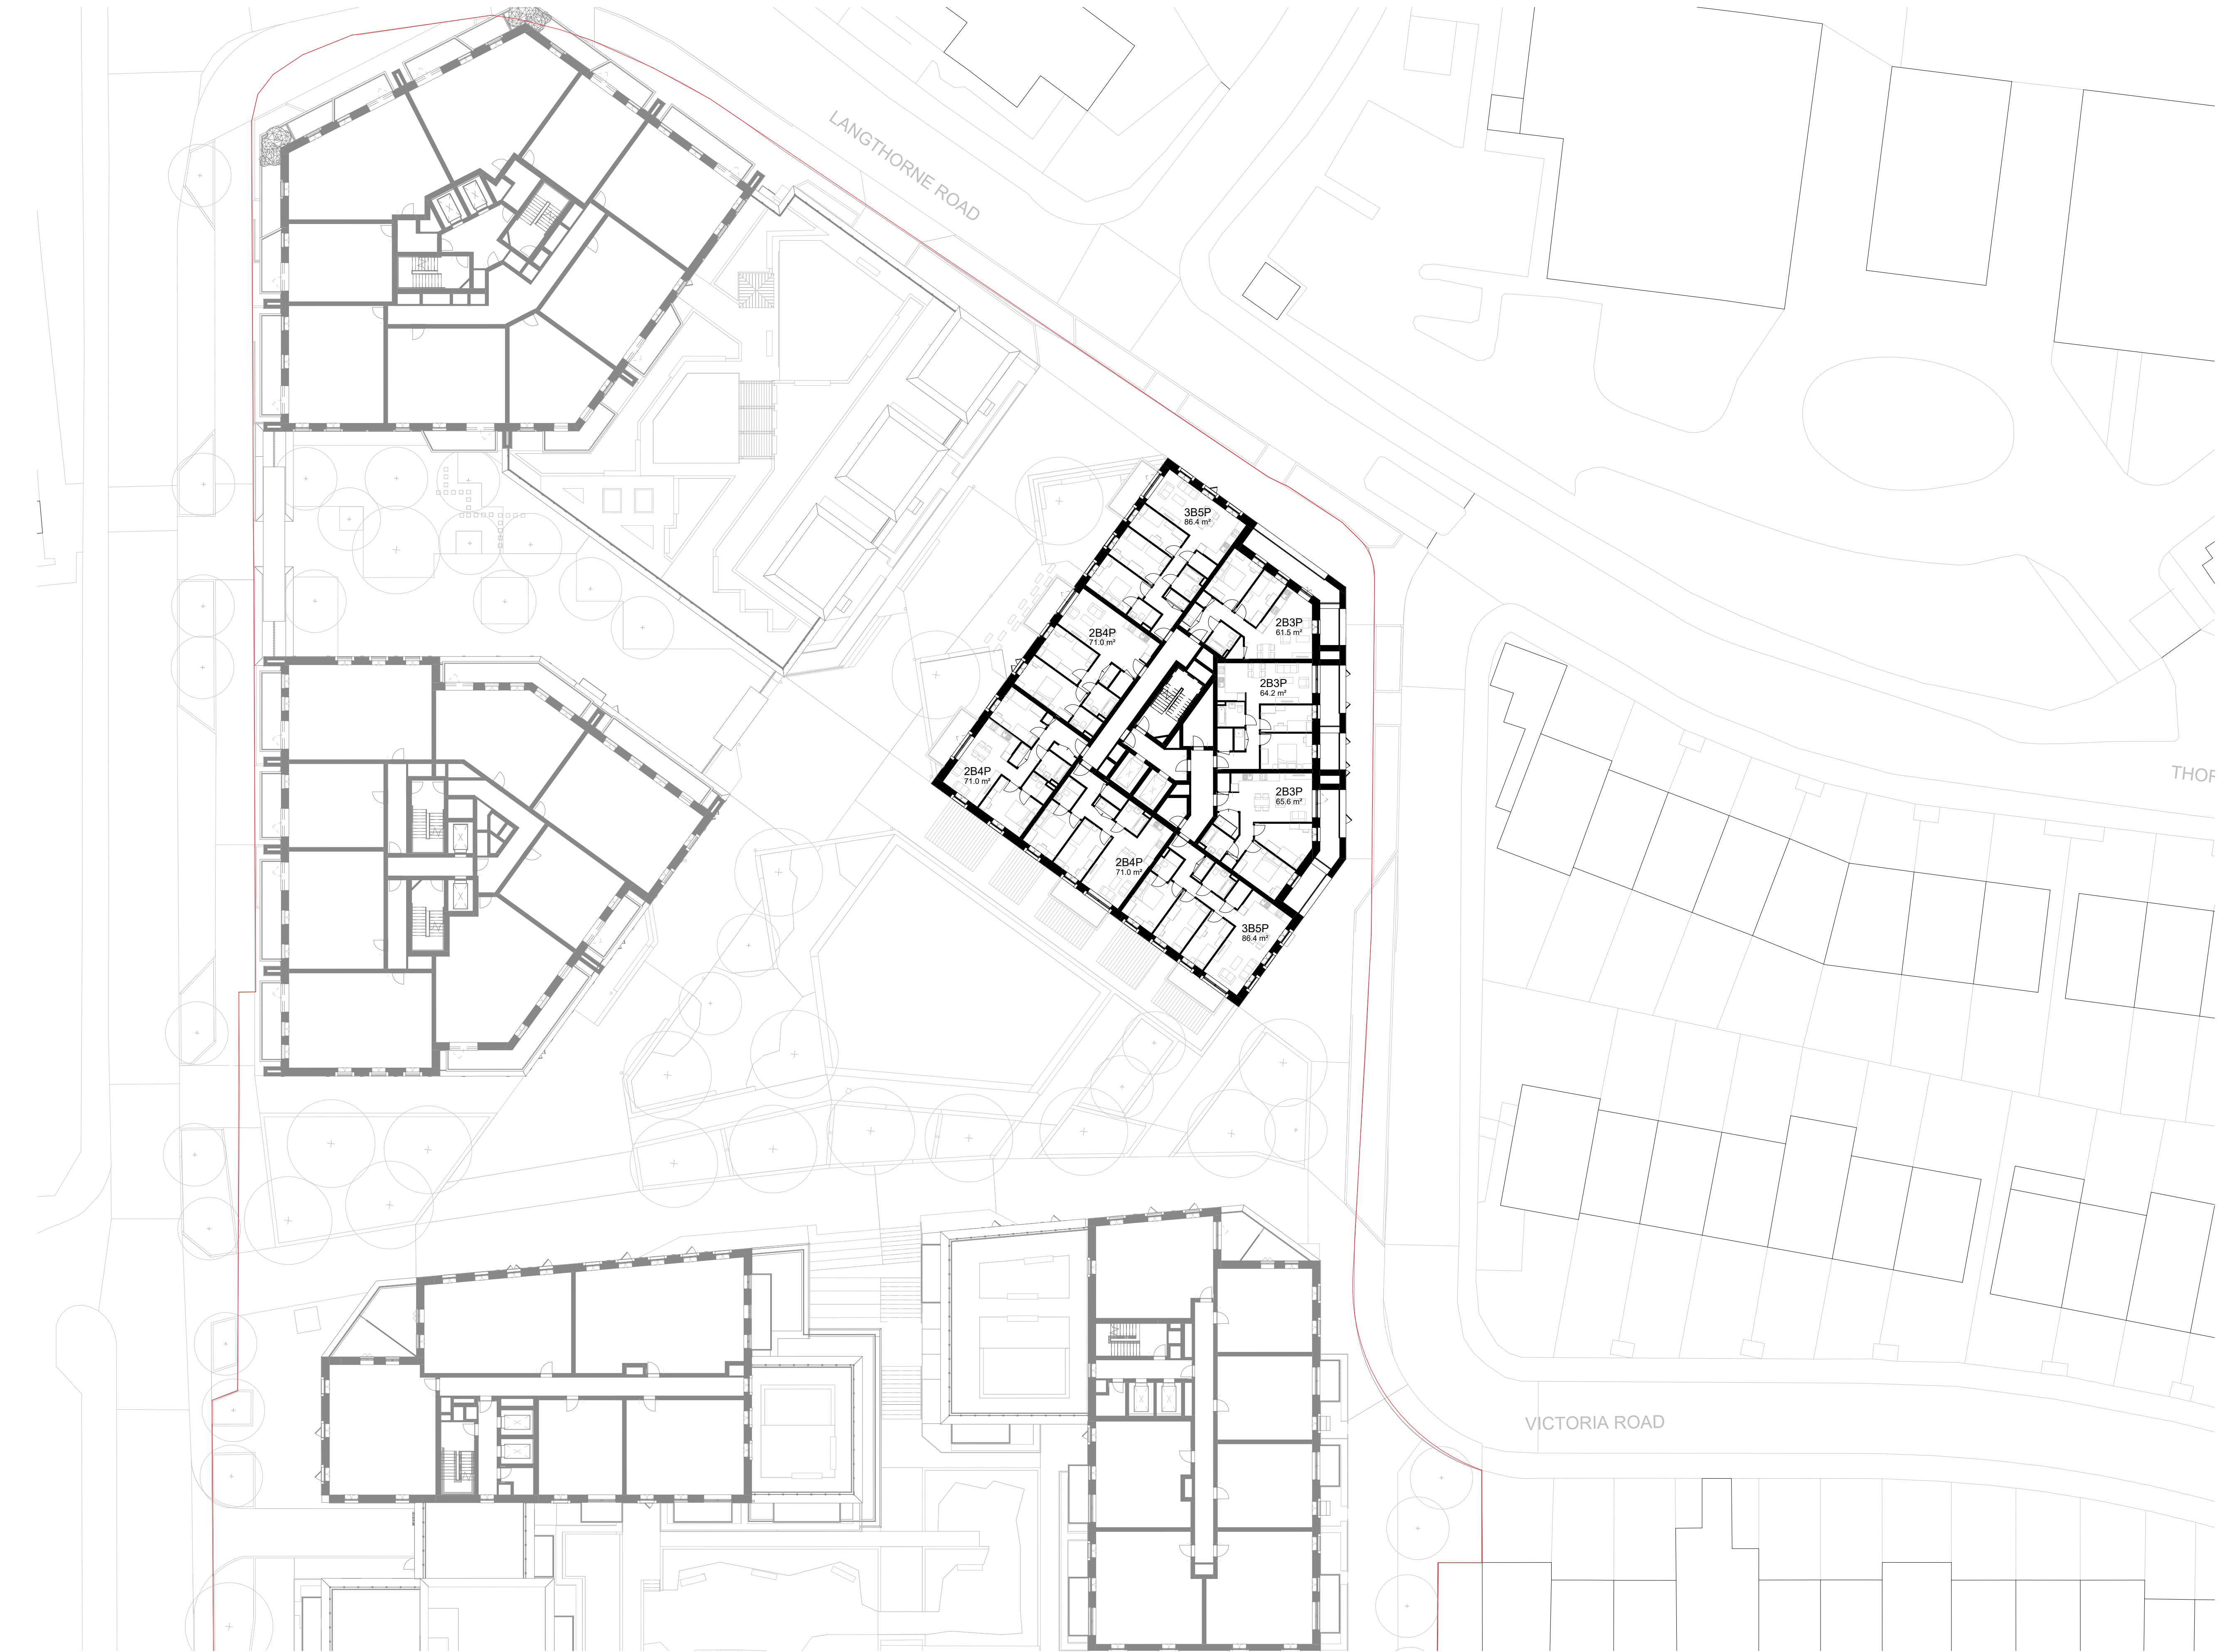 LANGTHORNE ROAD
3B5P
86.4 m²
2B3P
61.5 m²
2B4P
71.0 m²
2B3P
64.2 m²
2B4P
71.0 m²
2B3P
65.6 m²
2B4P
71.0 m²
3B5P
86.4 m²
THOR
VICTORIA ROAD